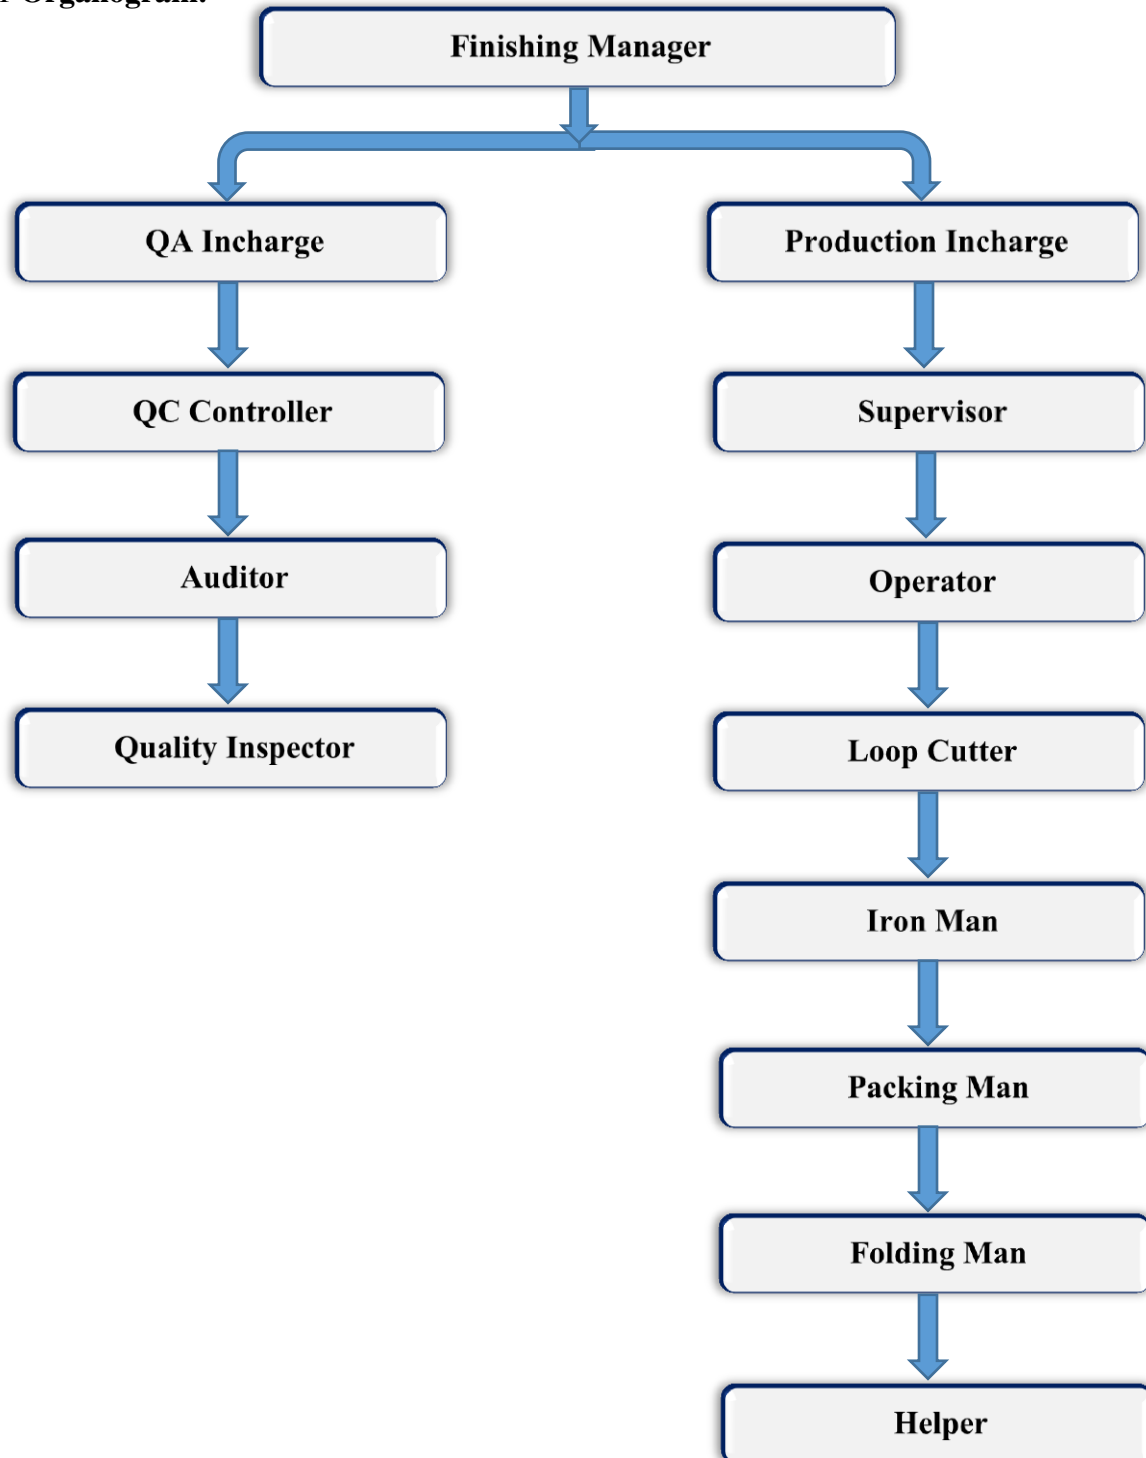 Organogram:
Finishing Manager
QA Incharge
Production Incharge
QC Controller
Supervisor
Auditor
Operator
Quality Inspector
Loop Cutter
Iron Man
Packing Man
Folding Man
Helper